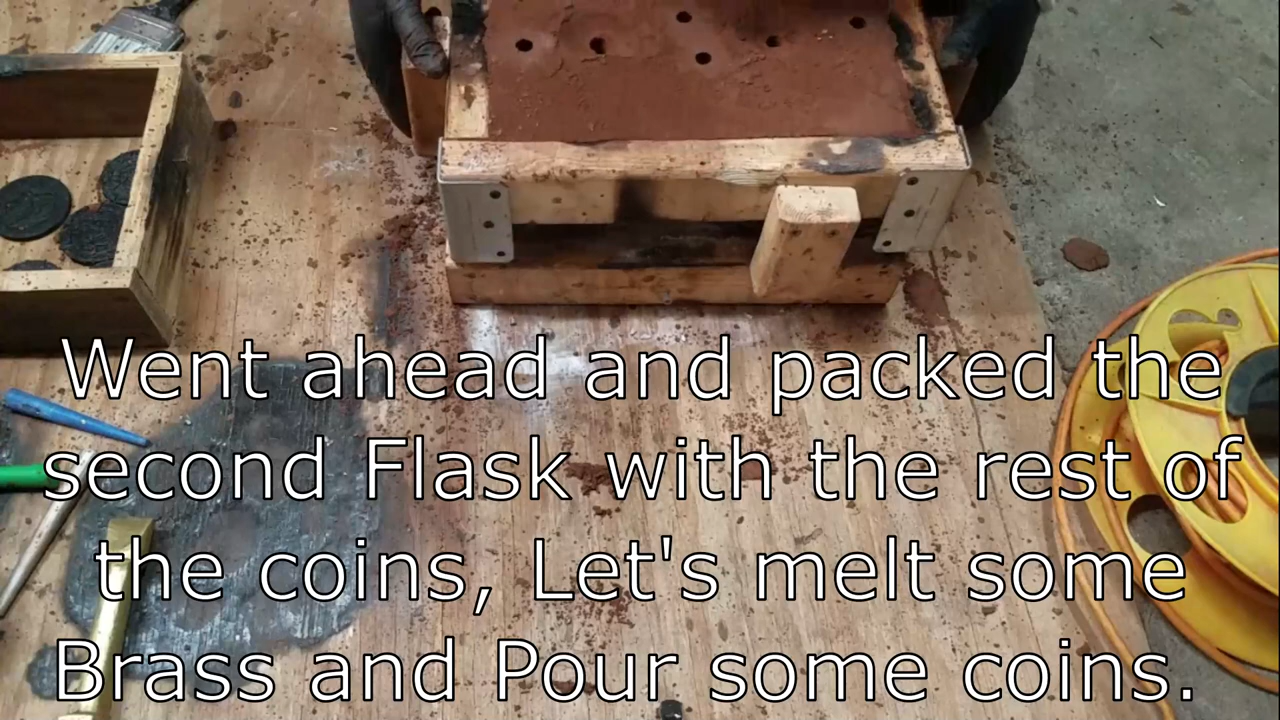 Went ahead and packed the
second Flask with the rest of
the coins, Let's melt some
Brass and Pour some coins.